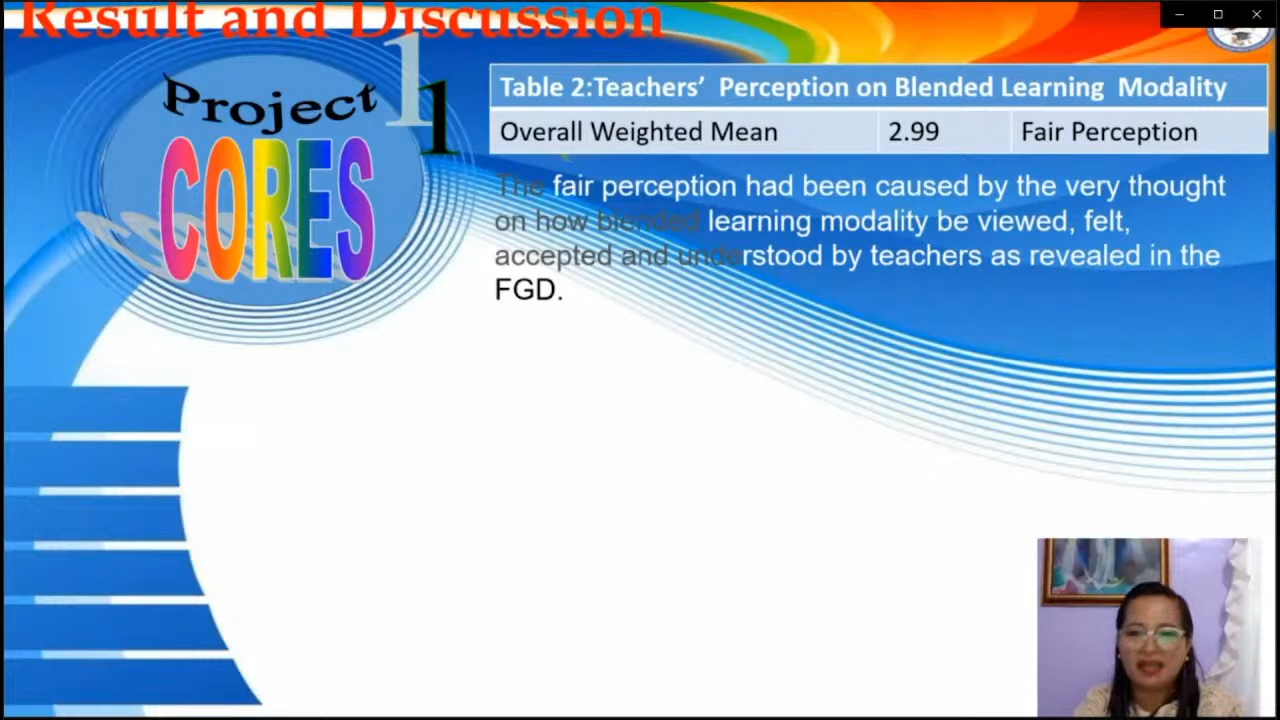 Result and Discussion
Project
CORES
11
Table 2:Teachers’ Perception on Blended Learning Modality
Overall Weighted Mean 2.99 Fair Perception
The fair perception had been caused by the very thought
on how blended learning modality be viewed, felt,
accepted and understood by teachers as revealed in the
FGD.